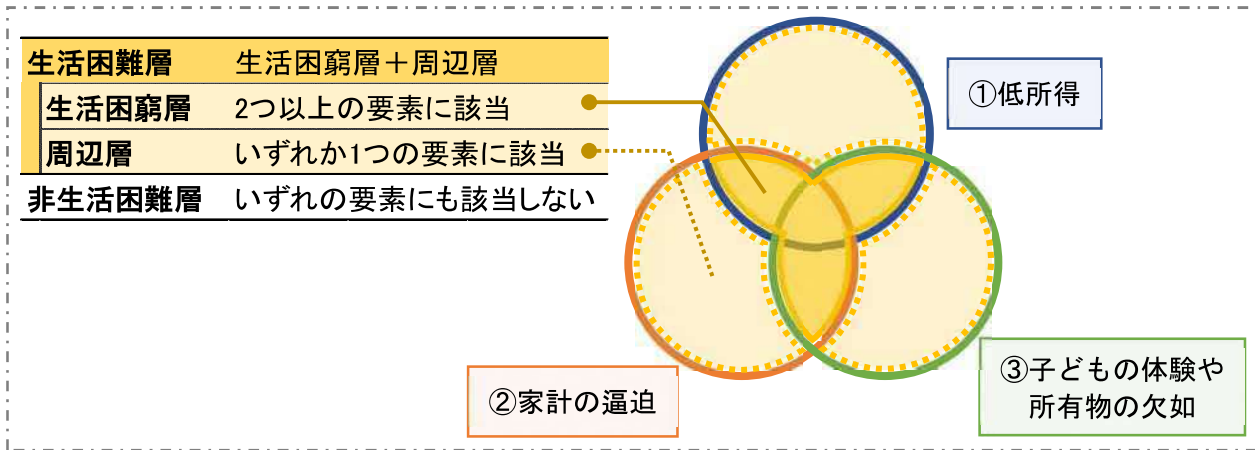 生活困難層 生活困窮層＋周辺層
生活困窮層 2つ以上の要素に該当
周辺層 いずれか1つの要素に該当
非生活困難層 いずれの要素にも該当しない
①低所得
②家計の逼迫
③子どもの体験や
所有物の欠如